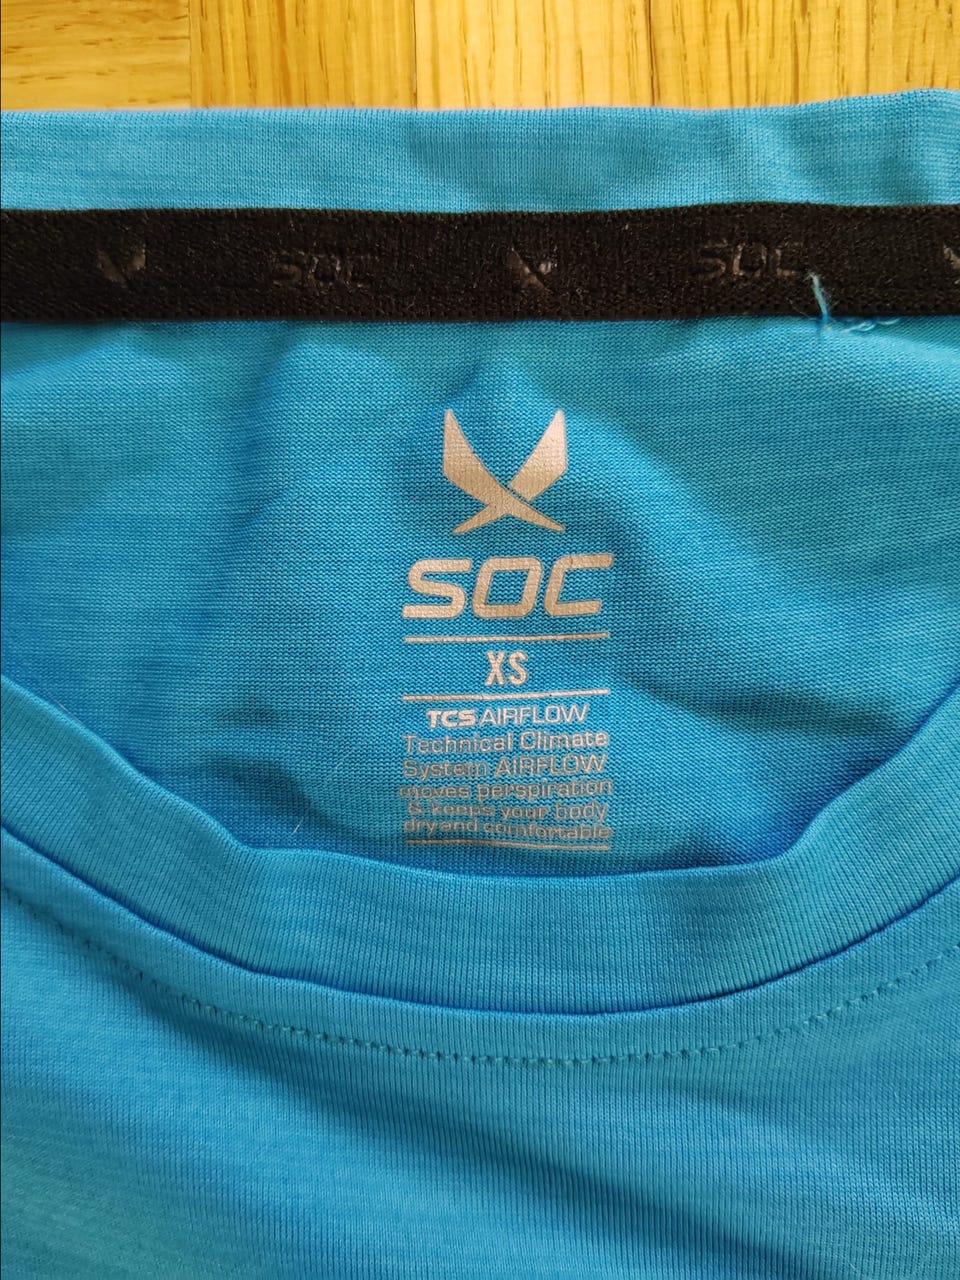 SOC SOC
SOC
XS
TCS AIRFLOW
Technical Climate
System AIRFLOW
moves perspiration
& keeps your body
dry and comfortable